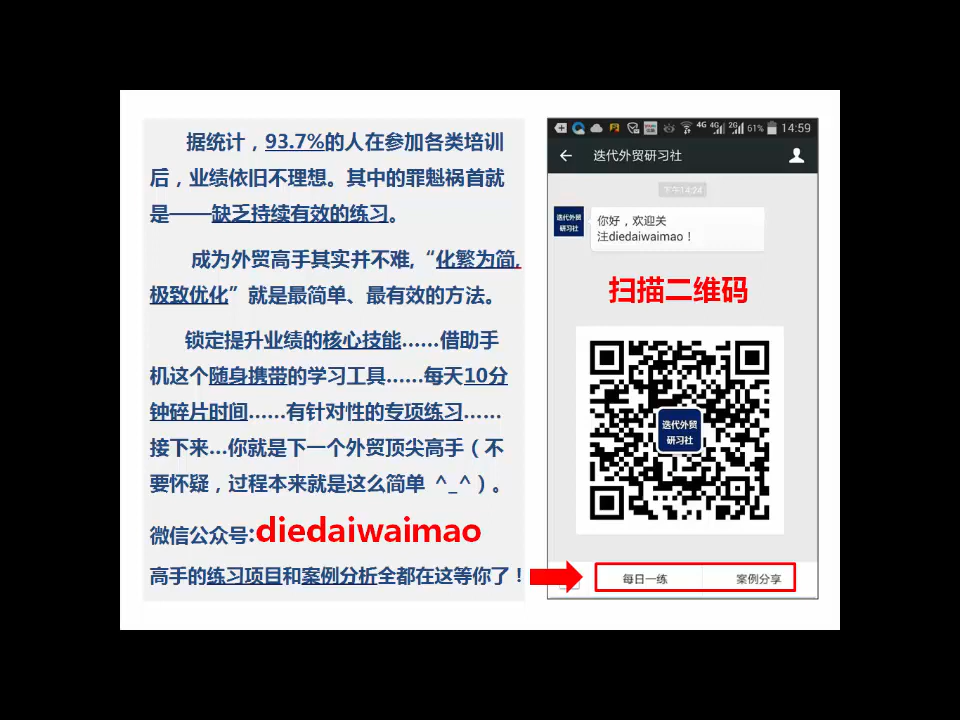 据统计，93.7%的人在参加各类培训
后，业绩依旧不理想。其中的罪魁祸首就
是——缺乏持续有效的练习。
成为外贸高手其实并不难,“化繁为简,
极致优化”就是最简单、最有效的方法。
锁定提升业绩的核心技能……借助手
机这个随身携带的学习工具……每天10分
钟碎片时间……有针对性的专项练习……
接下来…你就是下一个外贸顶尖高手（不
要怀疑，过程本来就是这么简单 ^_^）。
微信公众号:diedaiwaimao
高手的练习项目和案例分析全都在这等你了！
4G 4G 2G 61% 14:59
迭代外贸研习社
下午14:24
迭代外贸
研习社
你好，欢迎关
注diedaiwaimao！
扫描二维码
迭代外贸
研习社
每日一练 案例分享